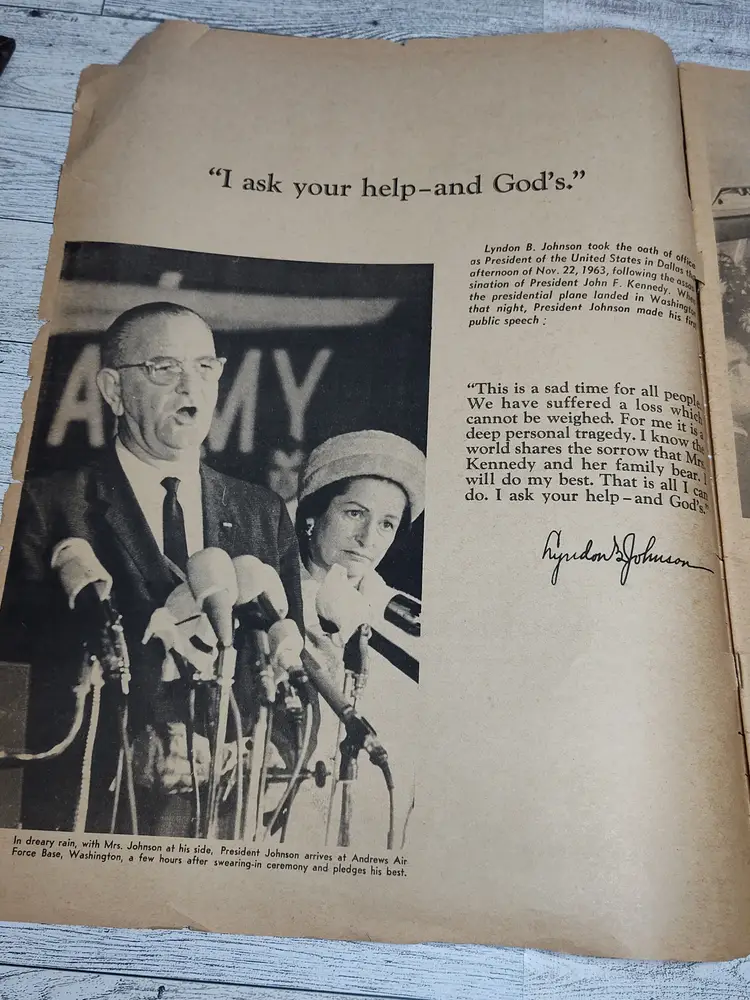 “I ask your help–and God’s.”
Lyndon B. Johnson took the oath of office
as President of the United States in Dallas
afternoon of Nov. 22, 1963, following the assas-
sination of President John F. Kennedy. When
the presidential plane landed in Washington
that night, President Johnson made his first
public speech :
A MY
“This is a sad time for all people.
We have suffered a loss which
cannot be weighed. For me it is a
deep personal tragedy. I know the
world shares the sorrow that Mrs.
Kennedy and her family bear. I
will do my best. That is all I can
do. I ask your help – and God’s.”
Lyndon B Johnson
In dreary rain, with Mrs. Johnson at his side, President Johnson arrives at Andrews Air
Force Base, Washington, a few hours after swearing-in ceremony and pledges his best.